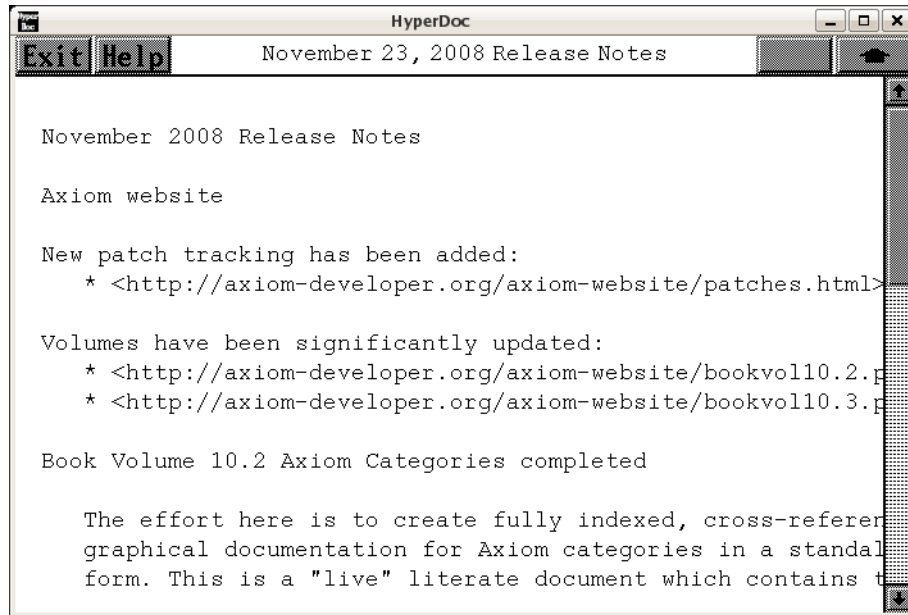 Hyper Doc
HyperDoc
Exit Help November 23, 2008 Release Notes
November 2008 Release Notes
Axiom website
New patch tracking has been added:
* <http://axiom-developer.org/axiom-website/patches.html>
Volumes have been significantly updated:
* <http://axiom-developer.org/axiom-website/bookvol10.2.p
* <http://axiom-developer.org/axiom-website/bookvol10.3.p
Book Volume 10.2 Axiom Categories completed
The effort here is to create fully indexed, cross-referen
graphical documentation for Axiom categories in a standal
form. This is a "live" literate document which contains t